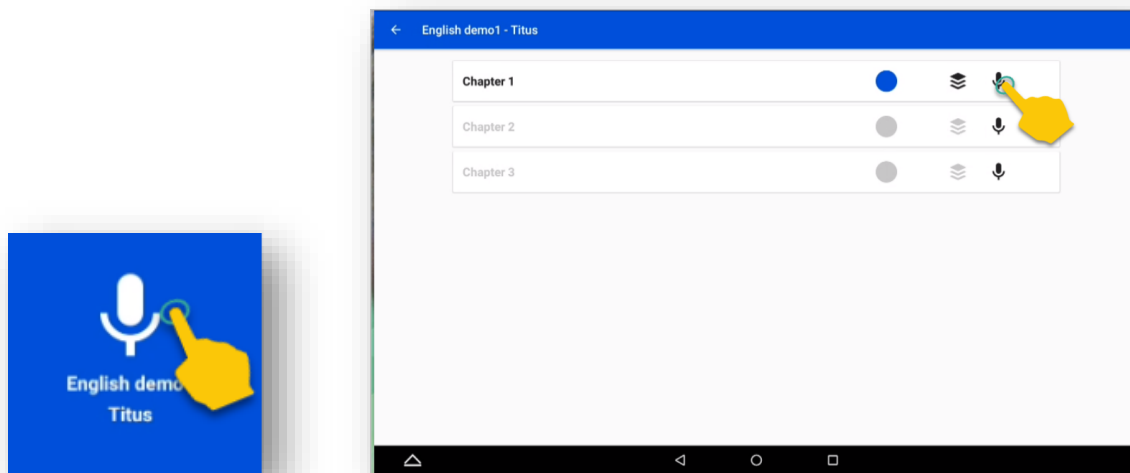 English demo1 - Titus
Chapter 1
Chapter 2
Chapter 3
English demo
Titus